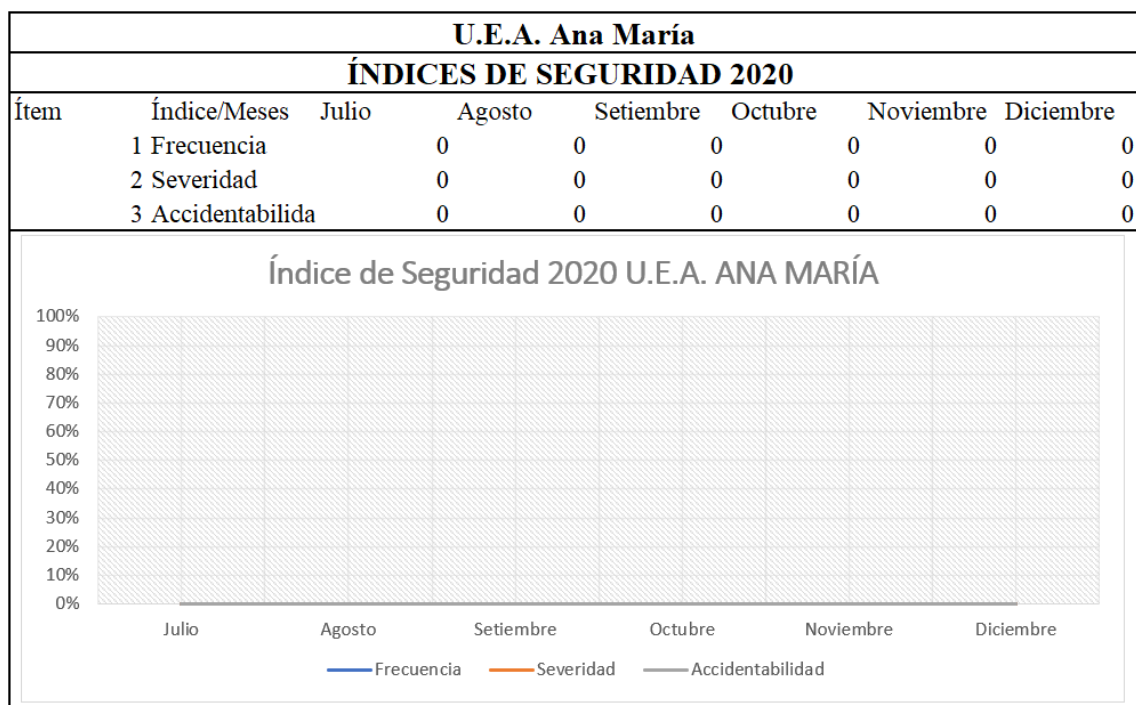 U.E.A. Ana María
ÍNDICES DE SEGURIDAD 2020
Ítem Índice/Meses Julio Agosto Setiembre Octubre Noviembre Diciembre
1 Frecuencia 0 0 0 0 0 0
2 Severidad 0 0 0 0 0 0
3 Accidentabilida 0 0 0 0 0 0
Índice de Seguridad 2020 U.E.A. ANA MARÍA
100%
90%
80%
70%
60%
50%
40%
30%
20%
10%
0%
Julio Agosto Setiembre Octubre Noviembre Diciembre
Frecuencia Severidad Accidentabilidad